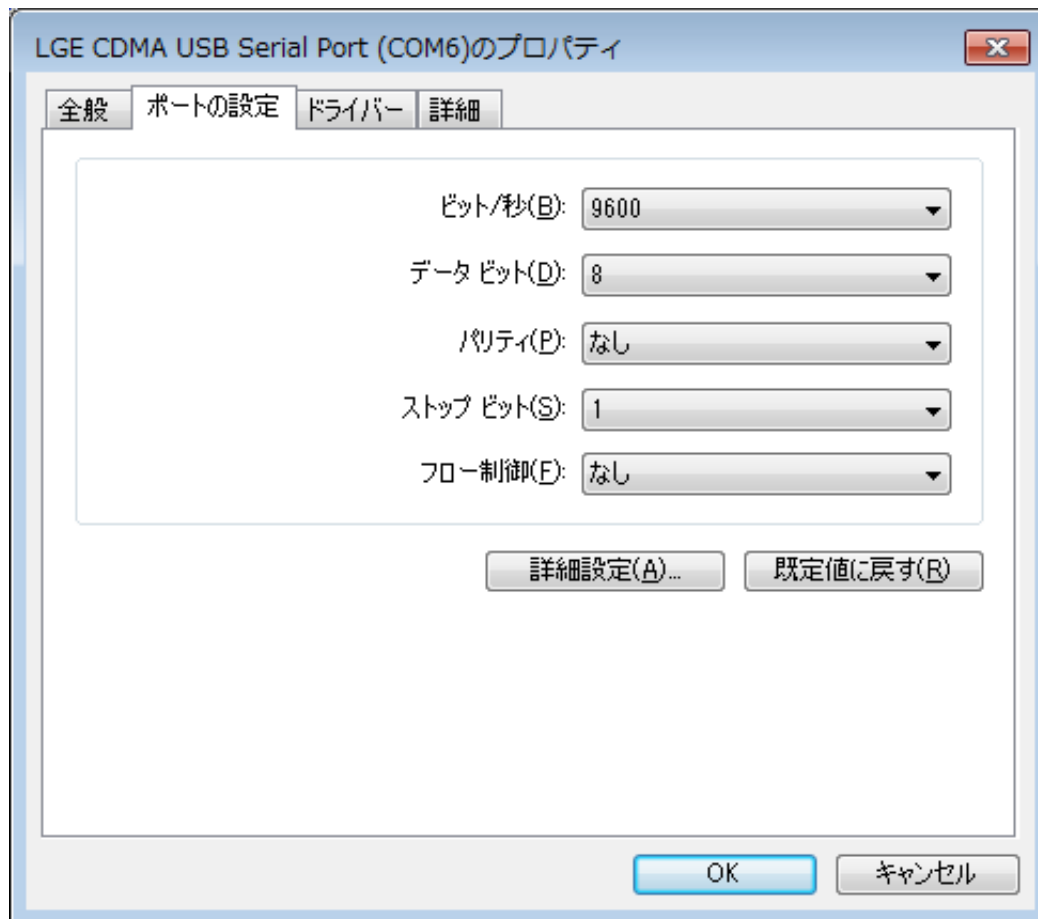 LGE CDMA USB Serial Port (COM6)のプロパティ
全般 ポートの設定 ドライバー 詳細
ビット/秒(B): 9600
データ ビット(D): 8
パリティ(P): なし
ストップ ビット(S): 1
フロー制御(F): なし
詳細設定(A)... 既定値に戻す(R)
OK キャンセル